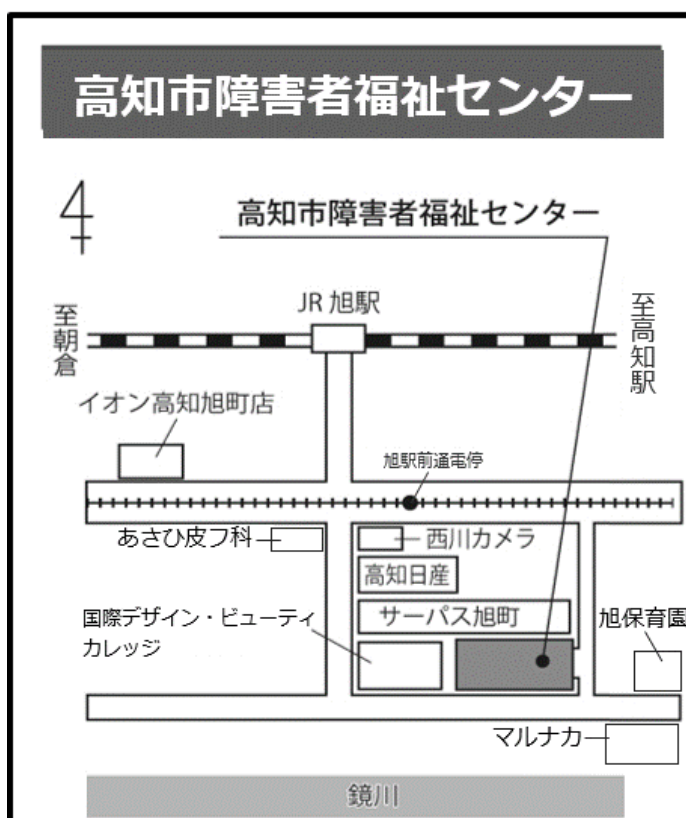 高知市障害者福祉センター
高知市障害者福祉センター
JR 旭駅
至朝倉
至高知駅
イオン高知旭町店
旭駅前通電停
あさひ皮フ科
西川カメラ
高知日産
国際デザイン・ビューティ
カレッジ
サーパス旭町
旭保育園
マルナカ
鏡川